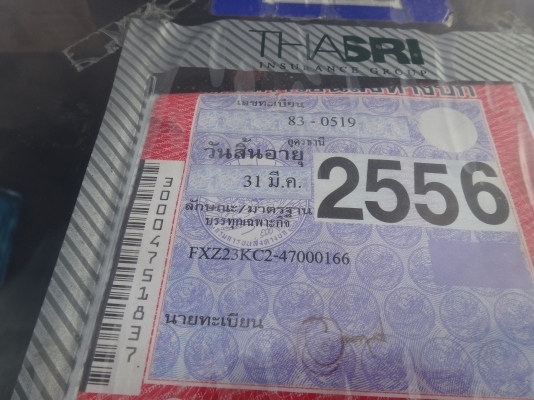 THASRI
INSURANCE GROUP
เลขทะเบียน
83 - 0519
อุดรธานี
วันสิ้นอายุ
31 มี.ค.
2556
ลักษณะ/มาตรฐาน
บรรทุกเฉพาะกิจ
FXZ23KC2-47000166
นายทะเบียน
30004751837